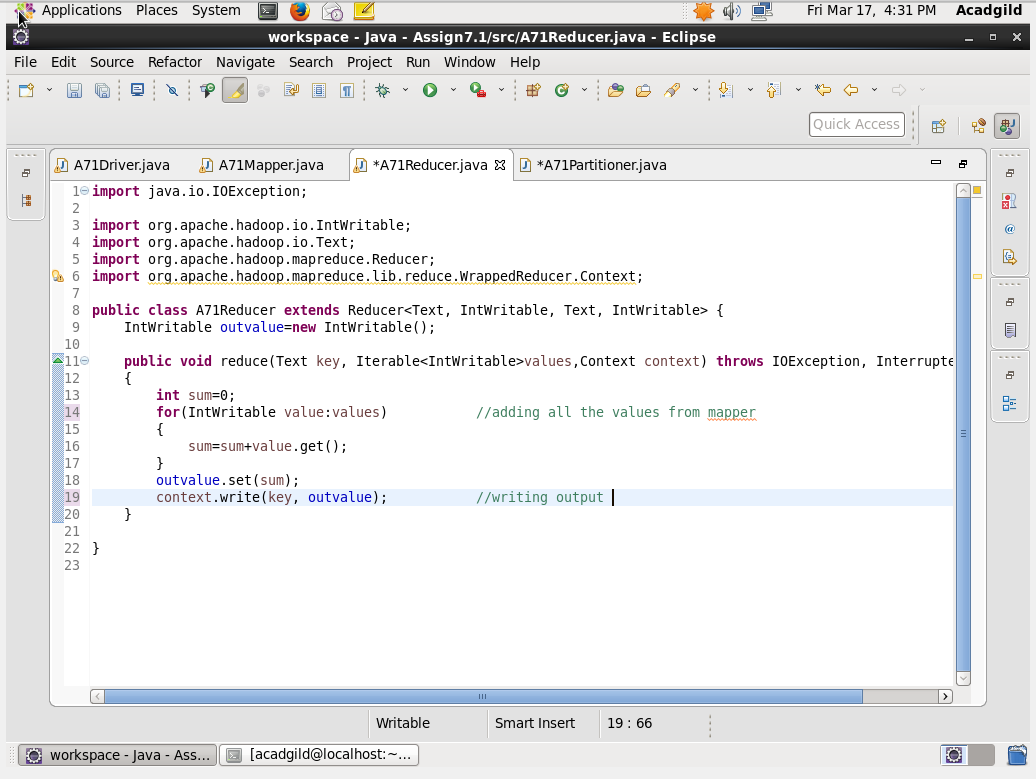 Applications Places System Fri Mar 17, 4:31 PM Acadgild
workspace - Java - Assign7.1/src/A71Reducer.java - Eclipse
File Edit Source Refactor Navigate Search Project Run Window Help
Quick Access
A71Driver.java A71Mapper.java *A71Reducer.java *A71Partitioner.java
1 import java.io.IOException;
2
3 import org.apache.hadoop.io.IntWritable;
4 import org.apache.hadoop.io.Text;
5 import org.apache.hadoop.mapreduce.Reducer;
6 import org.apache.hadoop.mapreduce.lib.reduce.WrappedReducer.Context;
7
8 public class A71Reducer extends Reducer<Text, IntWritable, Text, IntWritable> {
9 IntWritable outvalue=new IntWritable();
10
11 public void reduce(Text key, Iterable<IntWritable>values,Context context) throws IOException, Interrupte
12 {
13 int sum=0;
14 for(IntWritable value:values) //adding all the values from mapper
15 {
16 sum=sum+value.get();
17 }
18 outvalue.set(sum);
19 context.write(key, outvalue); //writing output
20 }
21
22 }
23
Writable Smart Insert 19 : 66
workspace - Java - Ass... [acadgild@localhost:~...